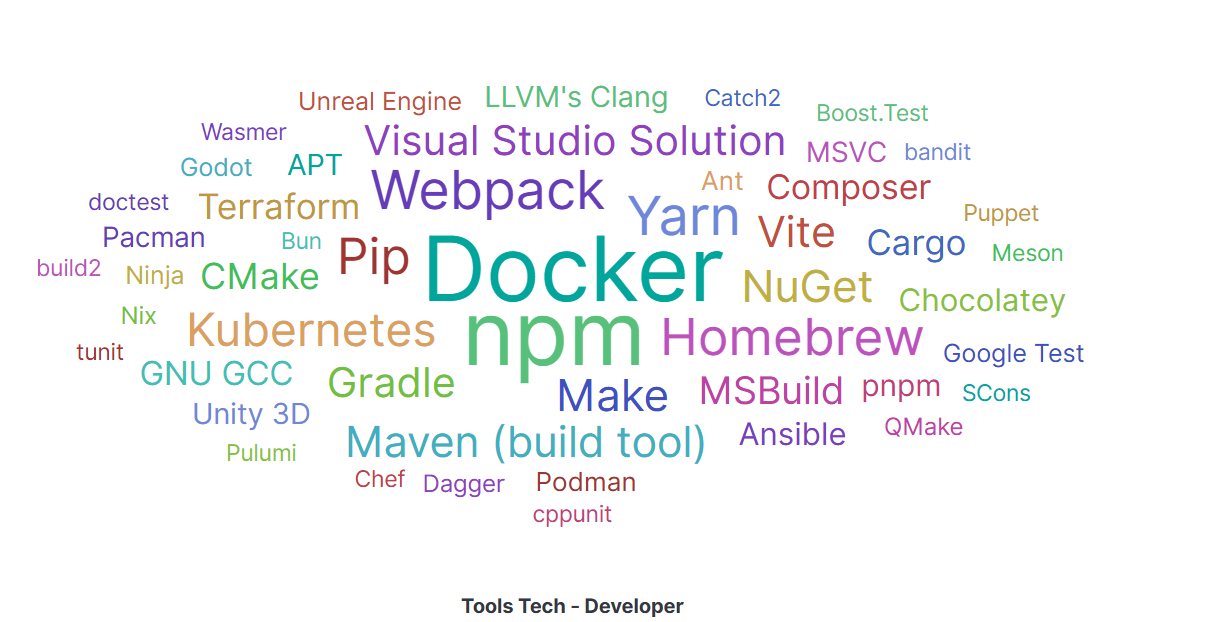 Unreal Engine
LLVM's Clang
Catch2
Boost.Test
Wasmer
Visual Studio Solution
MSVC
bandit
Godot
APT
Webpack
Ant
Composer
doctest
Terraform
Yarn
Vite
Puppet
Pacman
Bun
Pip
Docker
Cargo
Meson
build2
Ninja
CMake
NuGet
Chocolatey
Nix
Kubernetes
npm
Homebrew
Google Test
tunit
GNU GCC
Gradle
Make
MSBuild
pnpm
SCons
Unity 3D
Maven (build tool)
Ansible
QMake
Pulumi
Chef
Dagger
Podman
cppunit
Tools Tech - Developer